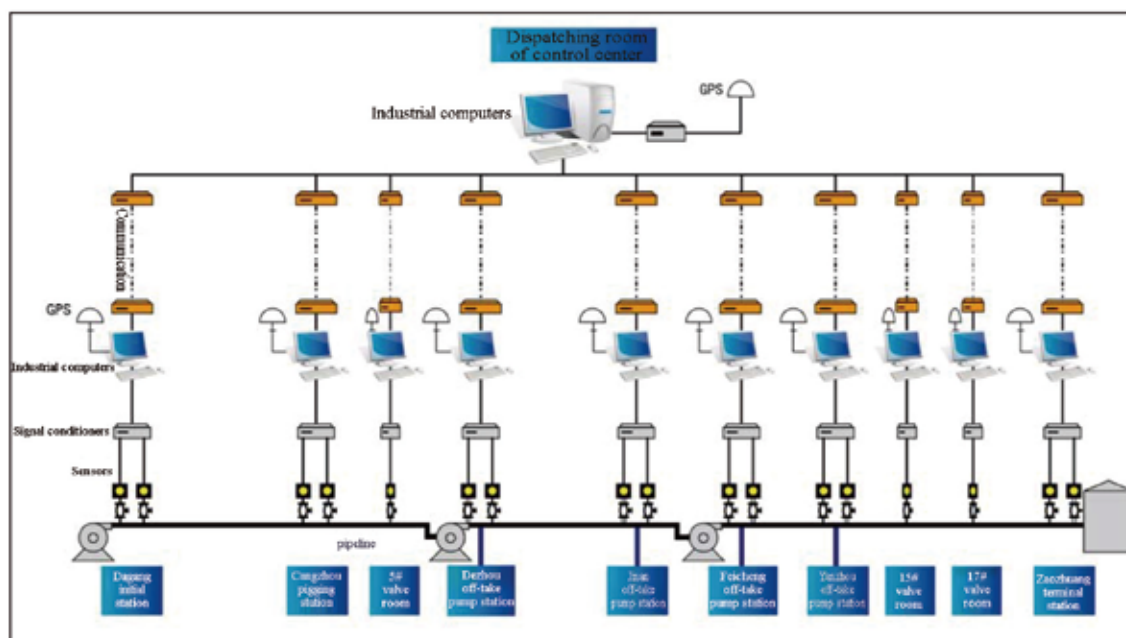 Dispatching room
of control center
Industrial computers
GPS
Communication
GPS
Industrial computers
Signal conditioners
Sensors
pipeline
Dagang
initial
station
Cangzhou
pigging
station
5#
valve
room
Dezhou
off-take
pump station
Jinan
off-take
pump station
Feicheng
off-take
pump station
Yanzhou
off-take
pump station
15#
valve
room
17#
valve
room
Zaozhuang
terminal
station